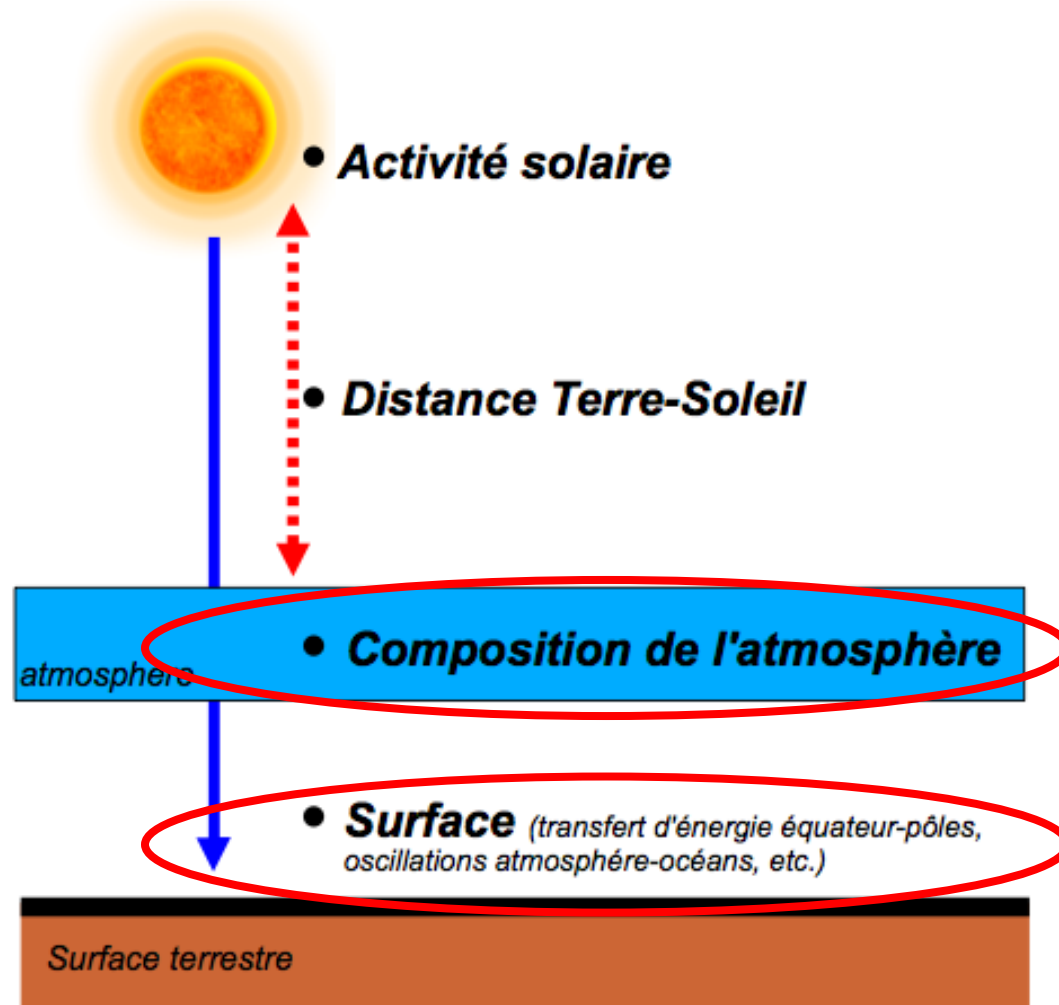 • Activité solaire
• Distance Terre-Soleil
• Composition de l'atmosphère
atmosphère
• Surface (transfert d'énergie équateur-pôles,
oscillations atmosphére-océans, etc.)
Surface terrestre